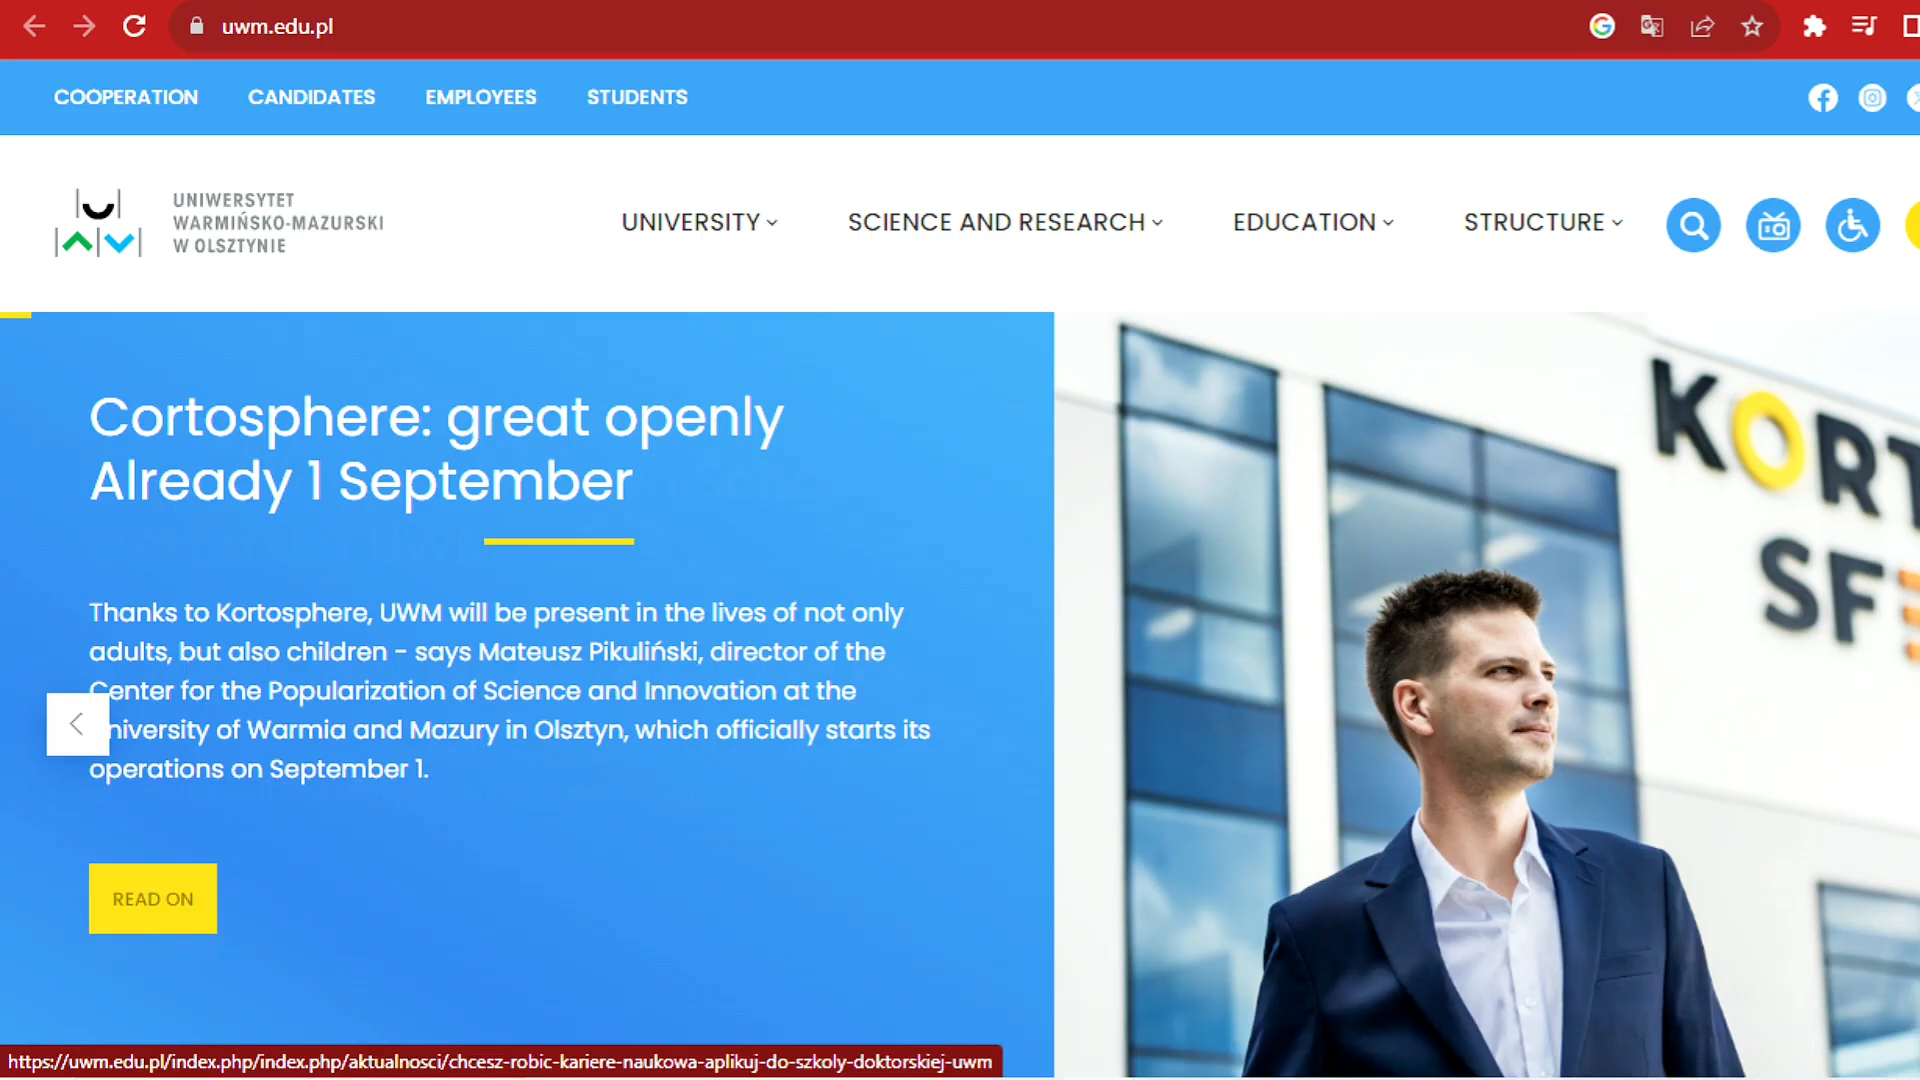 uwm.edu.pl
COOPERATION CANDIDATES EMPLOYEES STUDENTS
UNIWERSYTET
WARMIŃSKO-MAZURSKI
W OLSZTYNIE
UNIVERSITY SCIENCE AND RESEARCH EDUCATION STRUCTURE
Cortosphere: great openly
Already 1 September
Thanks to Kortosphere, UWM will be present in the lives of not only
adults, but also children - says Mateusz Pikuliński, director of the
Center for the Popularization of Science and Innovation at the
University of Warmia and Mazury in Olsztyn, which officially starts its
operations on September 1.
READ ON
KORT
SF
https://uwm.edu.pl/index.php/index.php/aktualnosci/chcesz-robic-kariere-naukowa-aplikuj-do-szkoly-doktorskiej-uwm